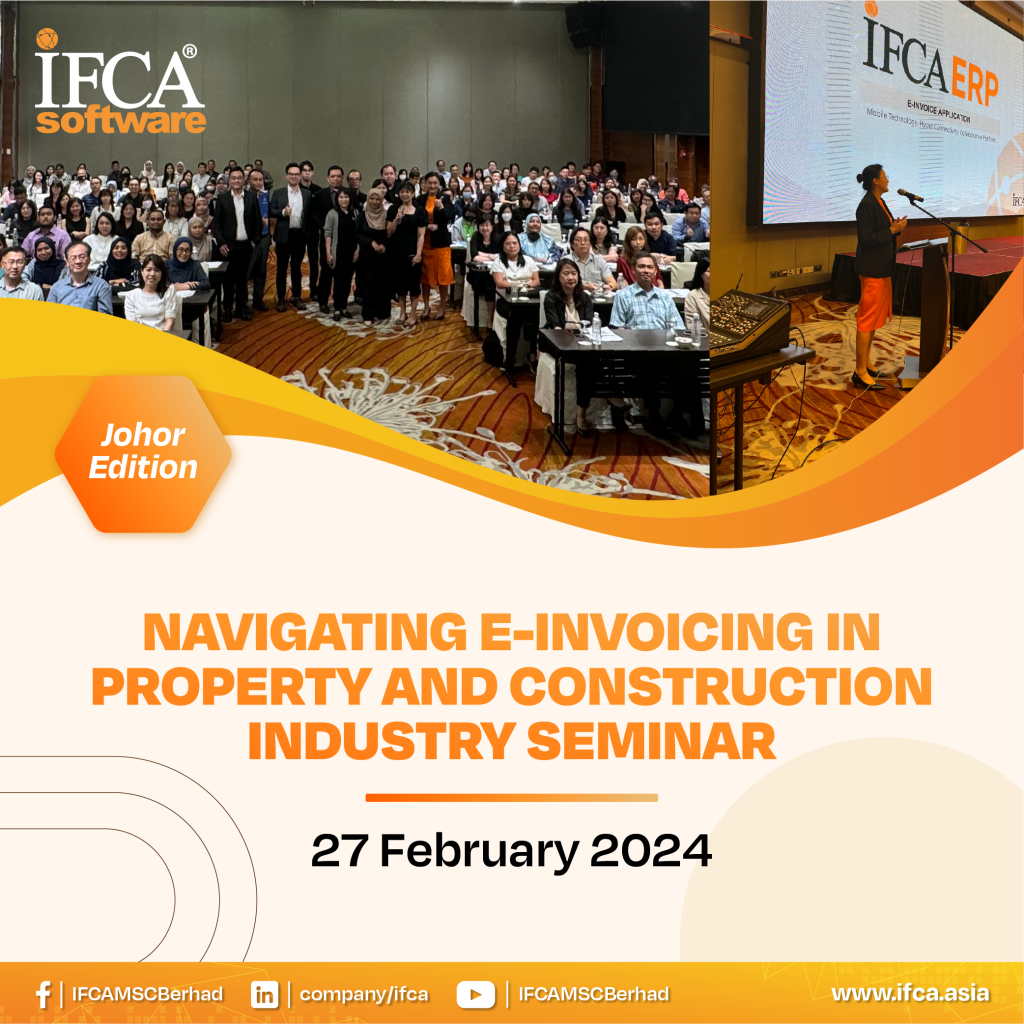 iFCA®
software
IFCA ERP
E-INVOICE APPLICATION
Mobile Technology, Hyper Connectivity, Collaborative Platform
Johor
Edition
NAVIGATING E-INVOICING IN
PROPERTY AND CONSTRUCTION
INDUSTRY SEMINAR
27 February 2024
IFCAMSCBerhad
company/ifca
IFCAMSCBerhad
www.ifca.asia